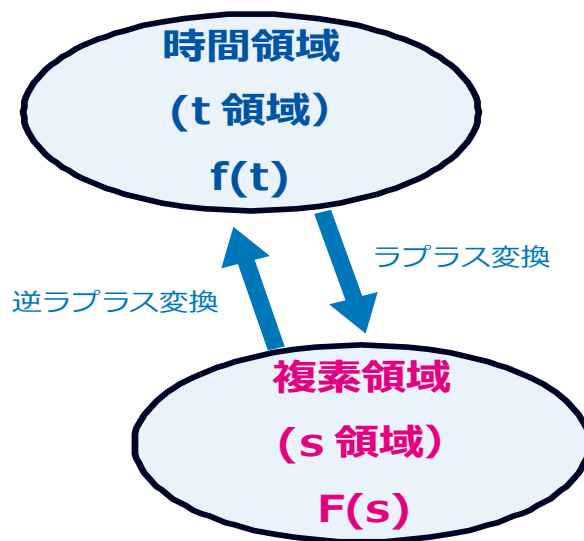 時間領域
(t 領域）
f(t)
ラプラス変換
逆ラプラス変換
複素領域
(s 領域）
F(s)